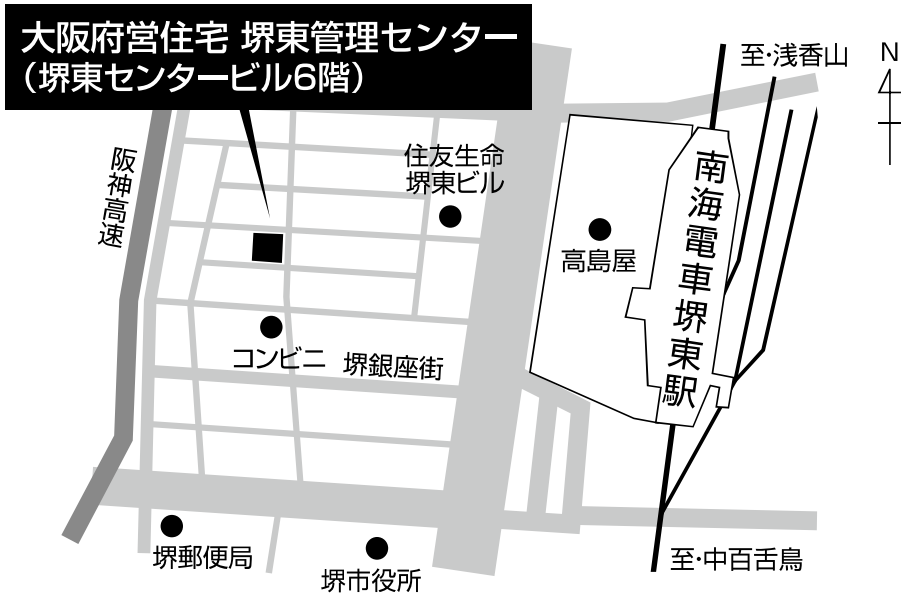 大阪府営住宅 堺東管理センター
（堺東センタービル6階）
至・浅香山
N
阪神高速
住友生命
堺東ビル
高島屋
南海電車堺東駅
コンビニ
堺銀座街
堺郵便局
堺市役所
至・中百舌鳥